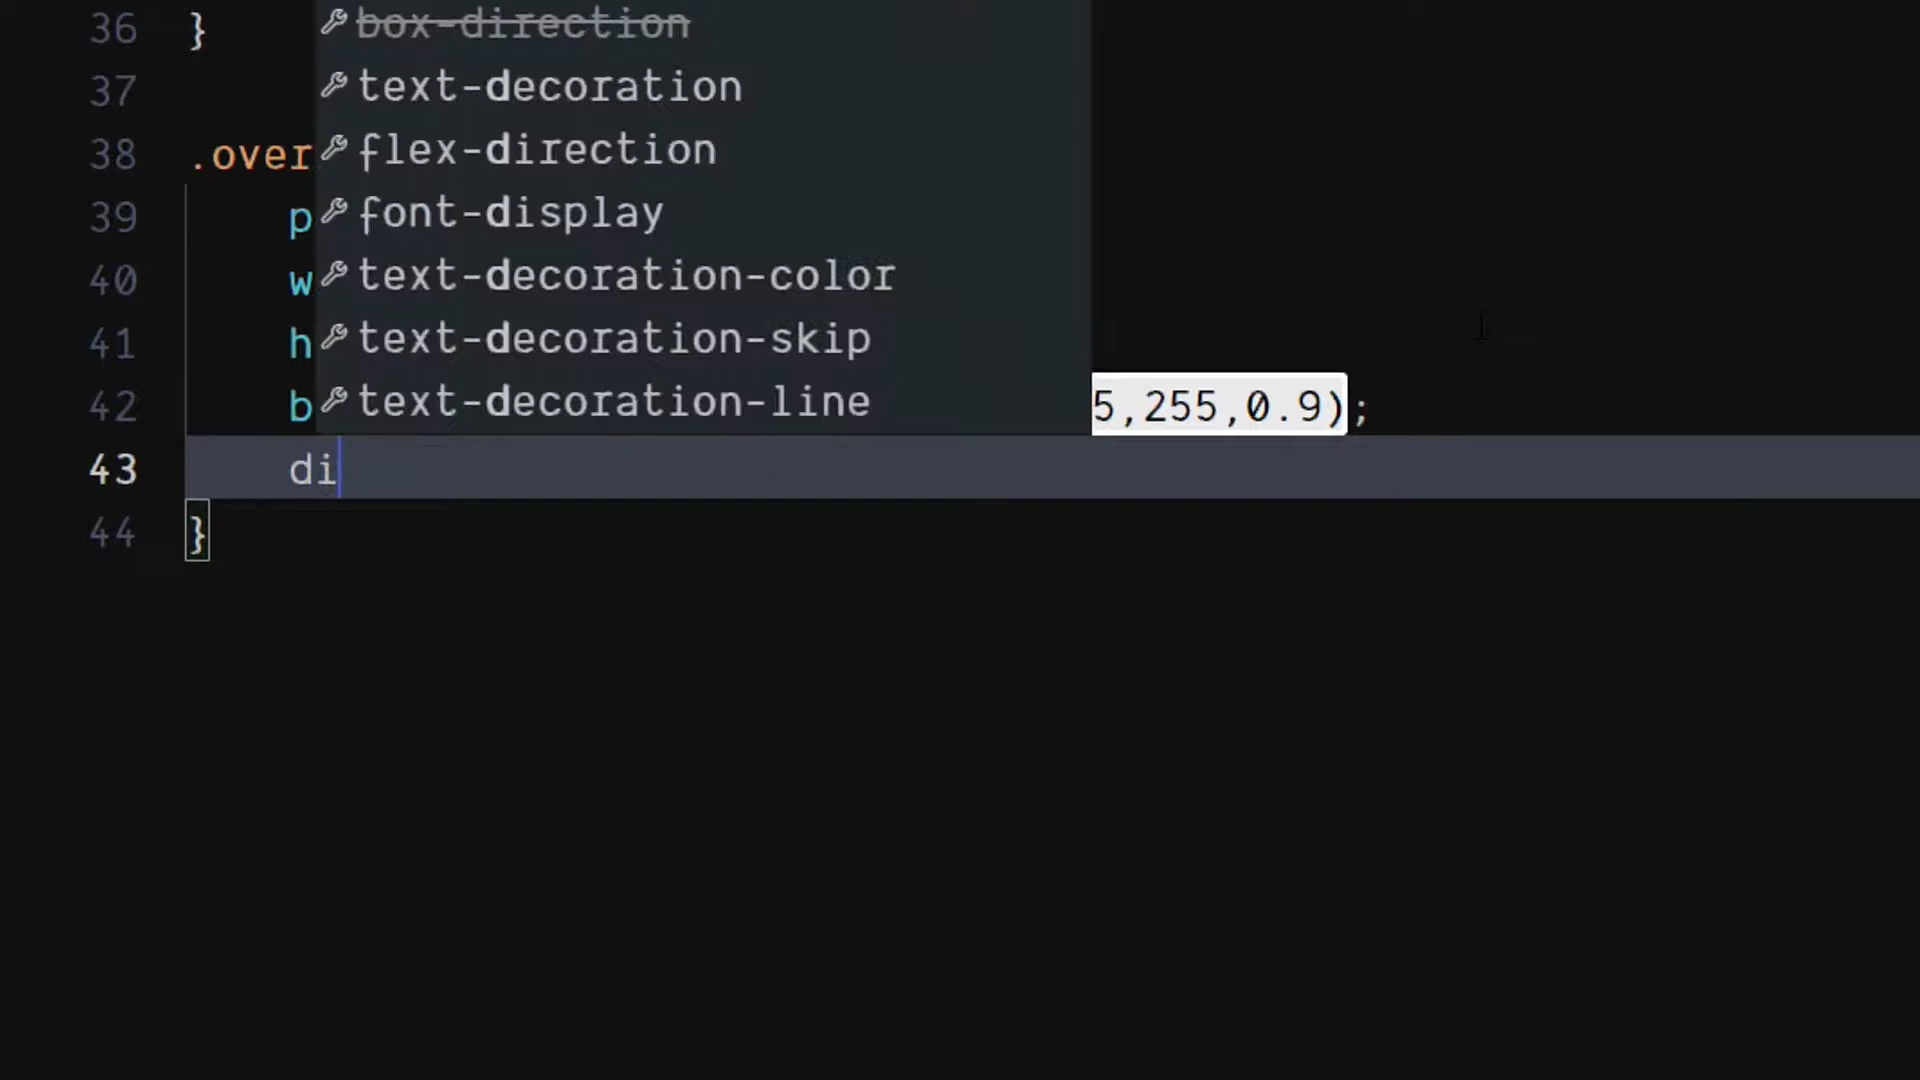 36 } box-direction
37 text-decoration
38 .over flex-direction
39 p font-display
40 w text-decoration-color
41 h text-decoration-skip
42 b text-decoration-line 5,255,0.9);
43 di
44 }